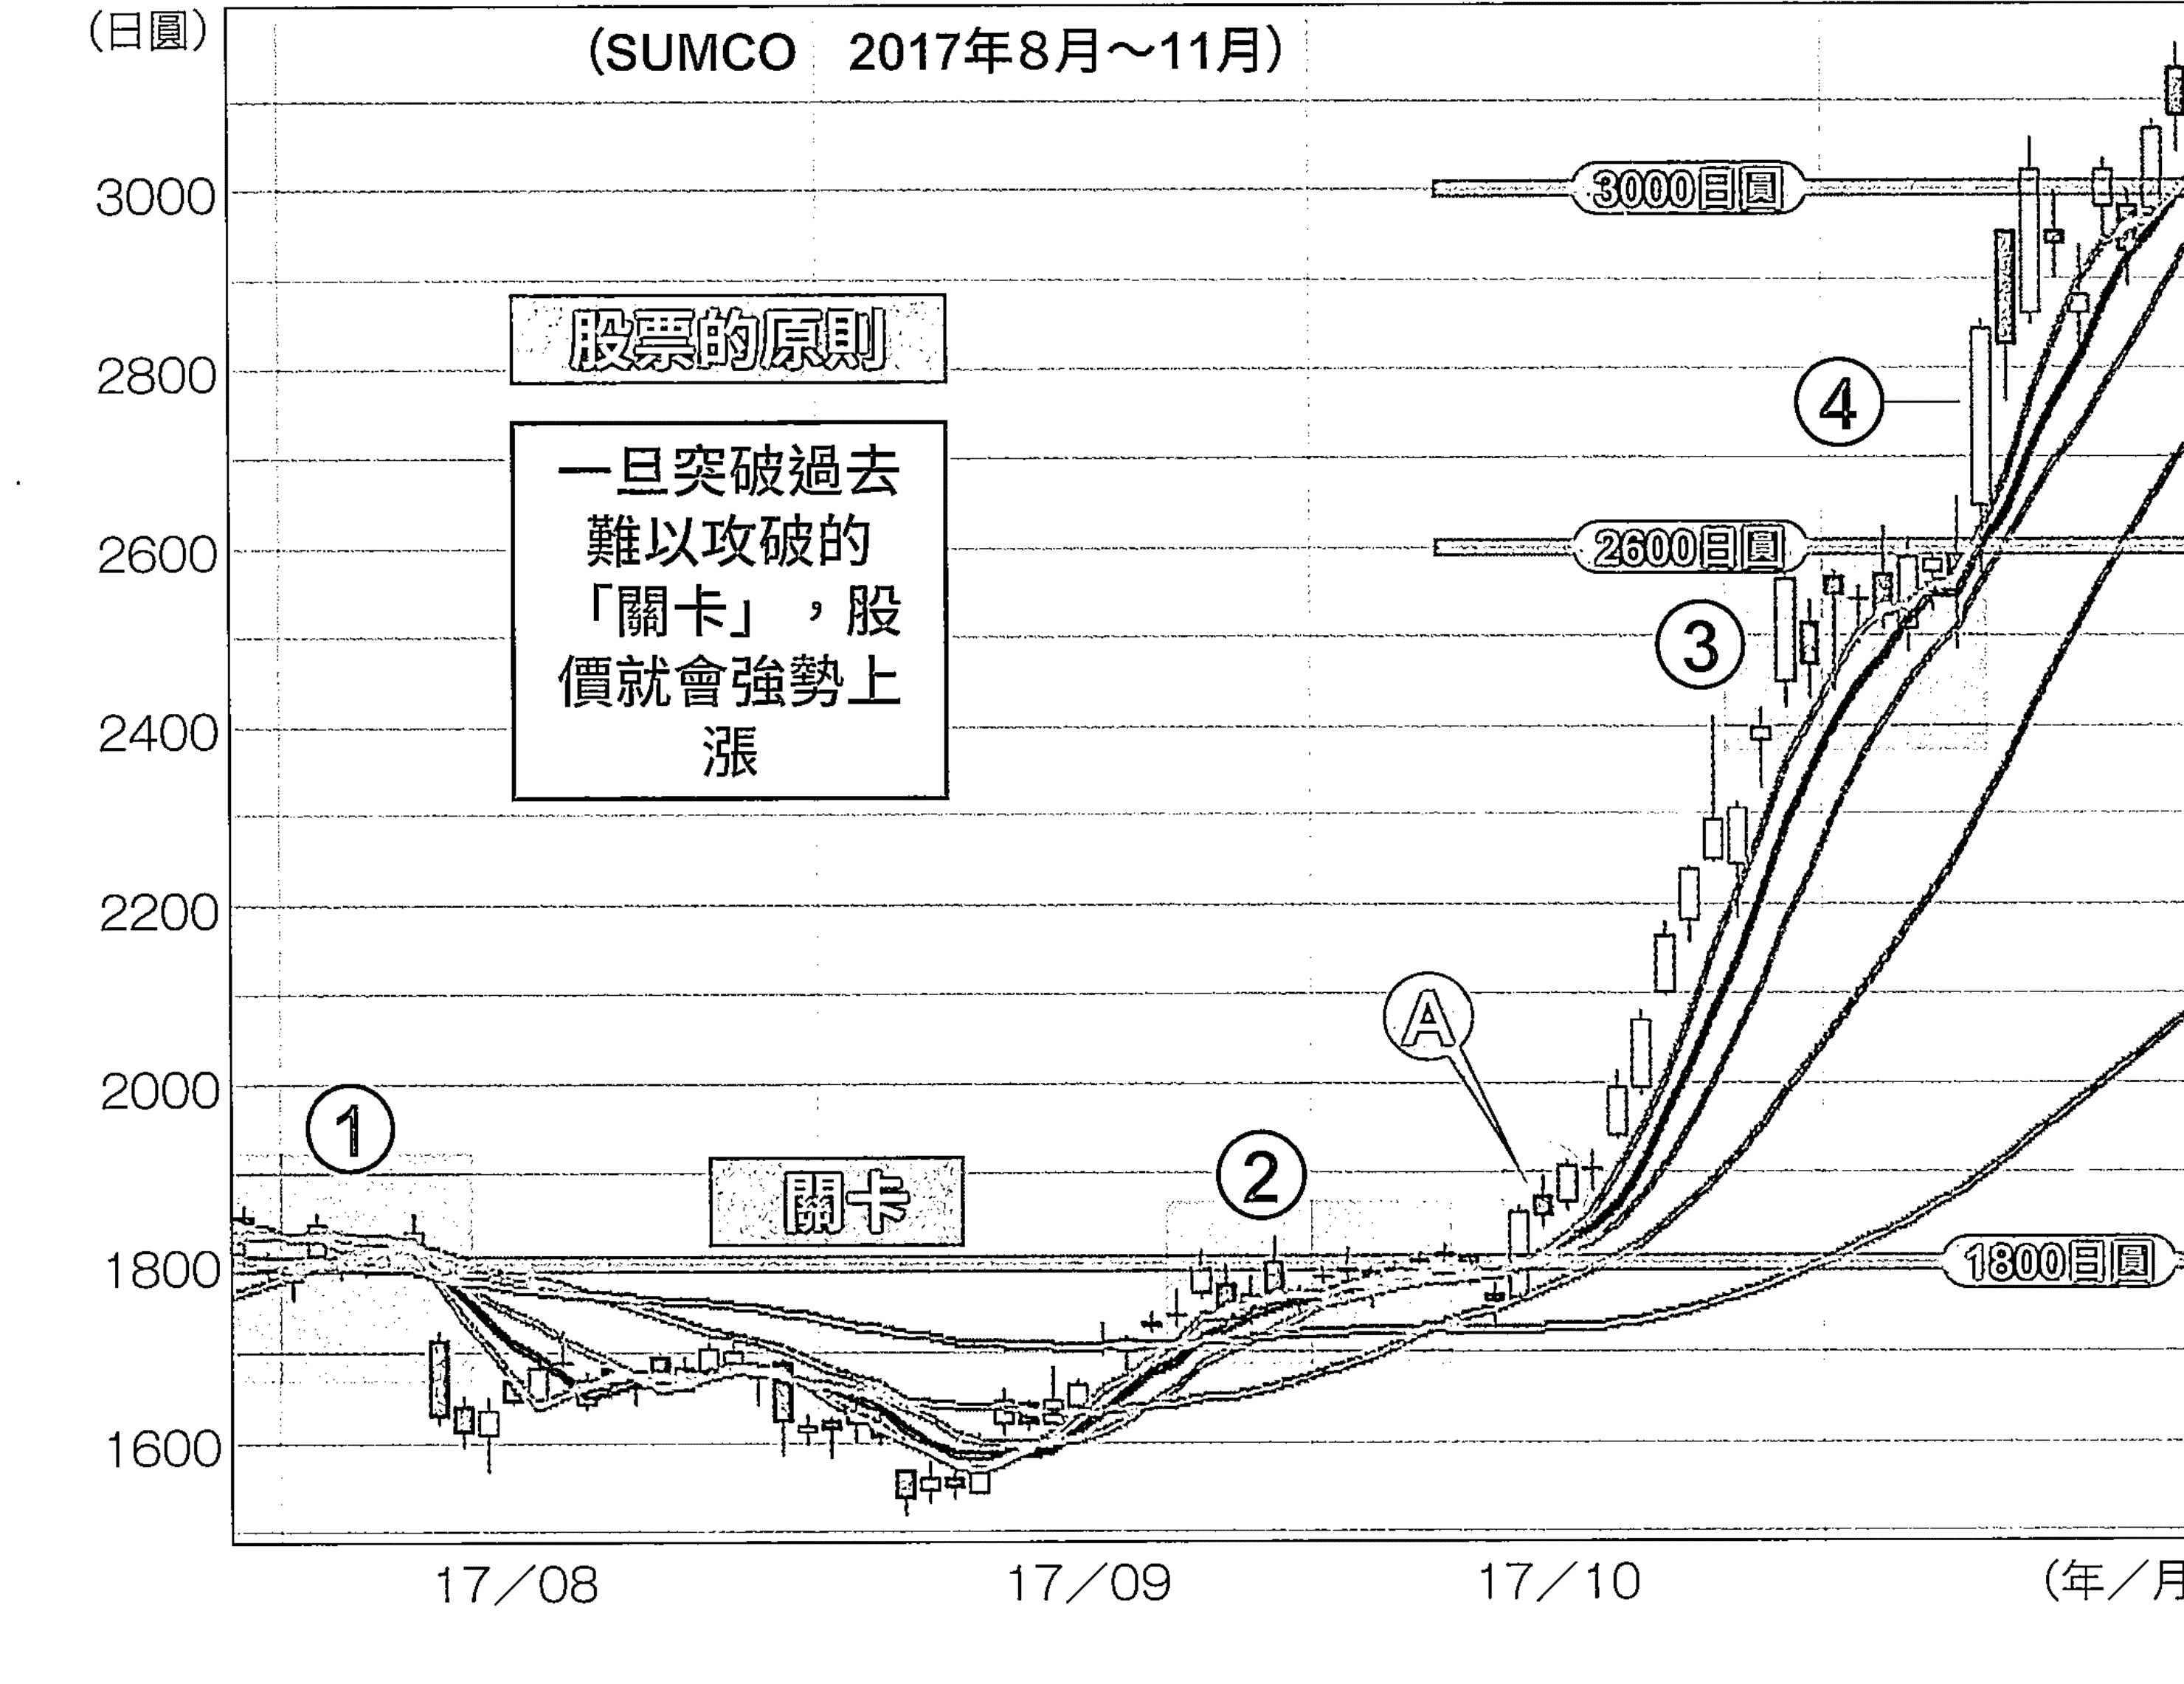 (日圓)
(SUMCO 2017年8月～11月)
3000
3000日圓
股票的原則
2800
④
一旦突破過去
難以攻破的
「關卡」，股
價就會強勢上
漲
2600
2600日圓
③
2400
2200
A
2000
①
②
關卡
1800
1800日圓
1600
17／08
17／09
17／10
(年／月